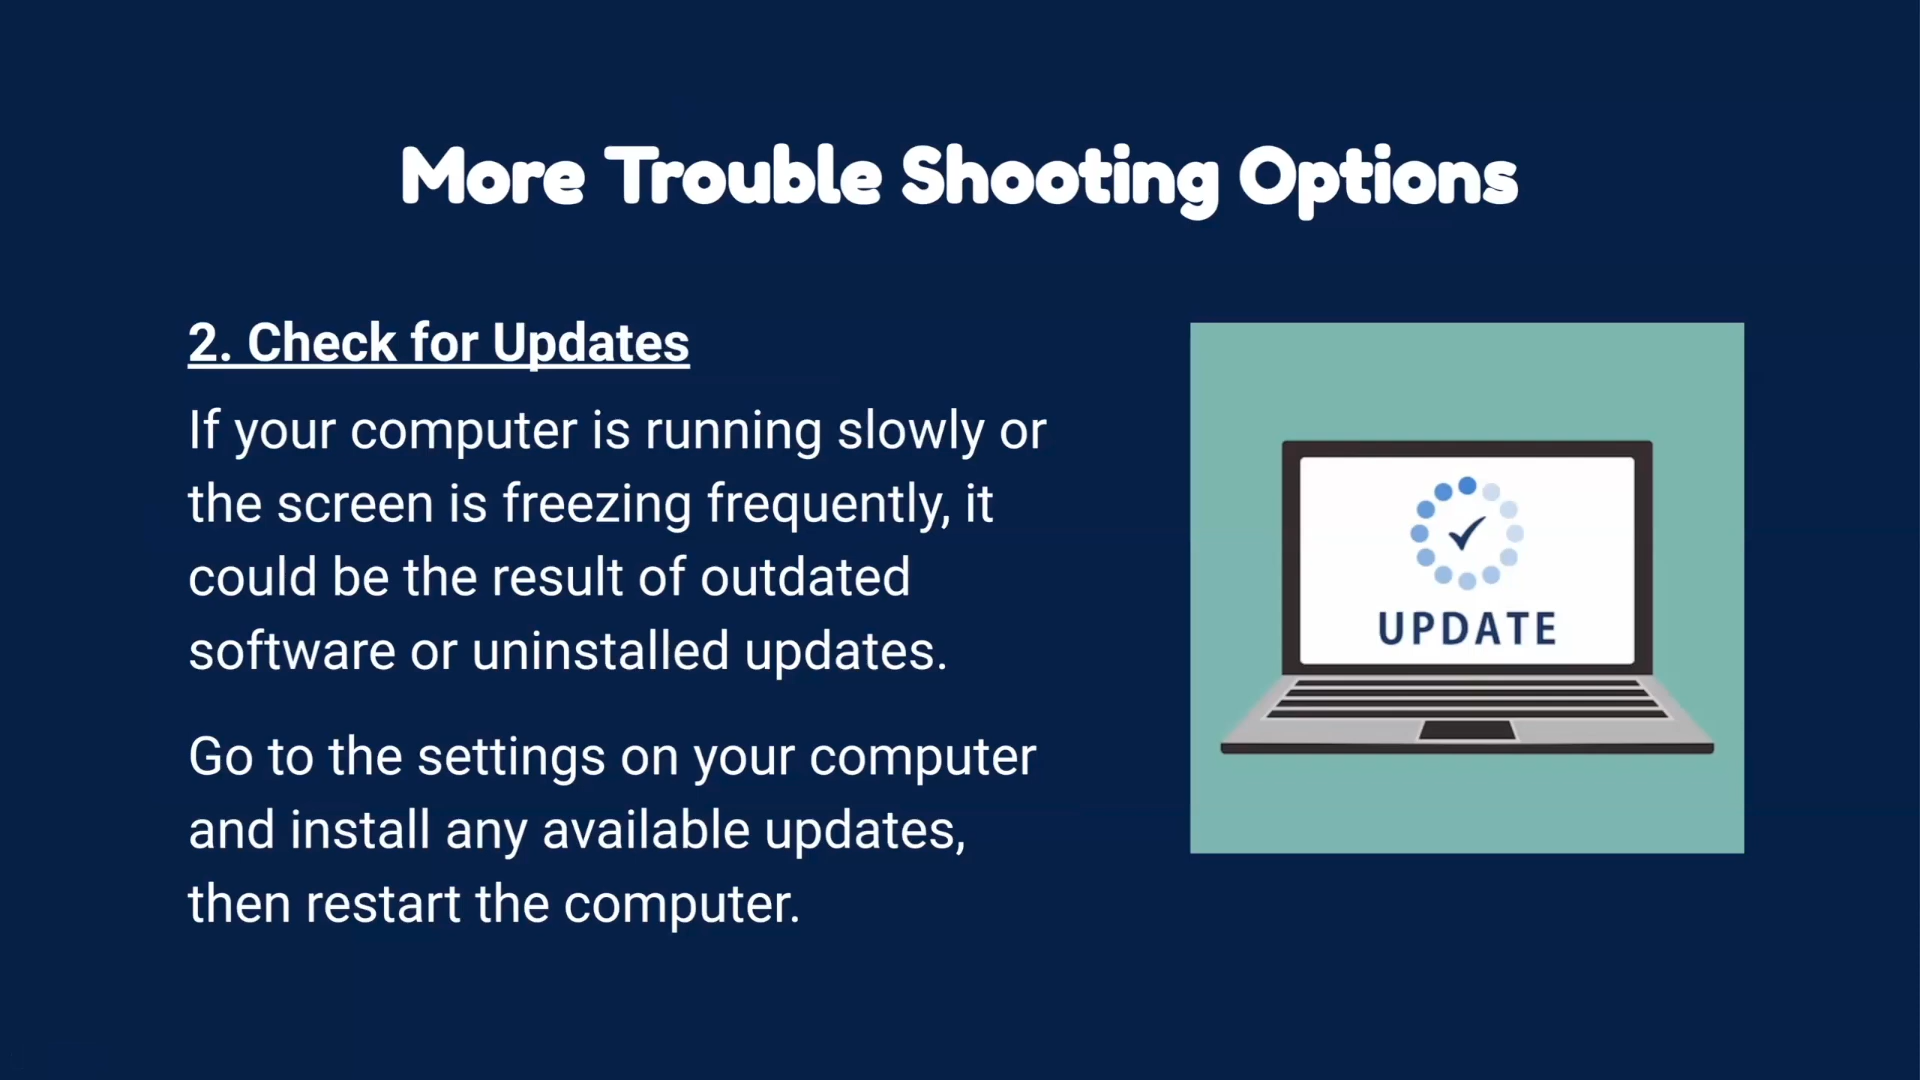 More Trouble Shooting Options
2. Check for Updates
If your computer is running slowly or
the screen is freezing frequently, it
could be the result of outdated
software or uninstalled updates.
Go to the settings on your computer
and install any available updates,
then restart the computer.
UPDATE